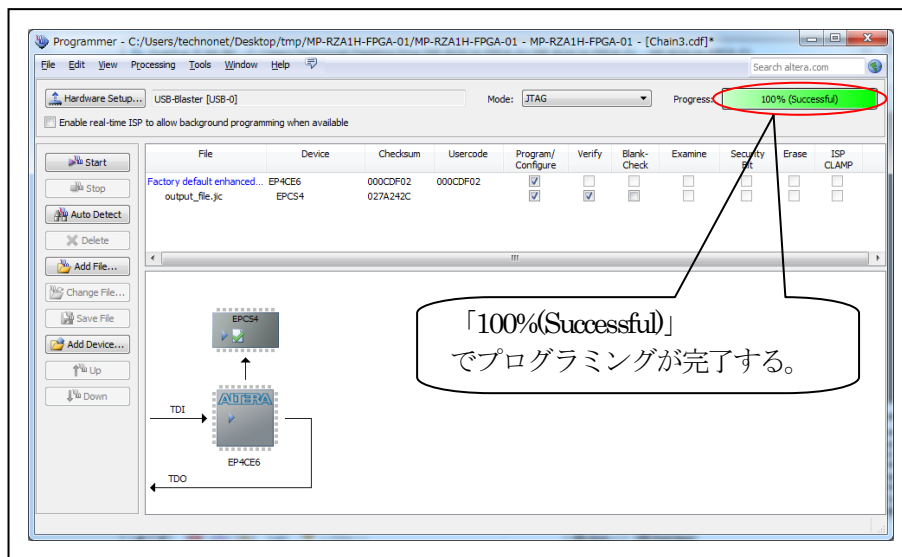 Programmer - C:/Users/technonet/Desktop/tmp/MP-RZA1H-FPGA-01/MP-RZA1H-FPGA-01 - MP-RZA1H-FPGA-01 - [Chain3.cdf]*
File Edit View Processing Tools Window Help
Search altera.com
Hardware Setup... USB-Blaster [USB-0] Mode: JTAG Progress: 100% (Successful)
Enable real-time ISP to allow background programming when available
Start
Stop
Auto Detect
Delete
Add File...
Change File...
Save File
Add Device...
Up
Down
File Device Checksum Usercode Program/ Verify Blank- Examine Security Erase ISP
Configure Check Bit CLAMP
Factory default enhanced... EP4CE6 000CDF02 000CDF02
output_file.jic EPCS4 027A242C
EPCS4
TDI
ALTERA
EP4CE6
TDO
「100%(Successful)」
でプログラミングが完了する。